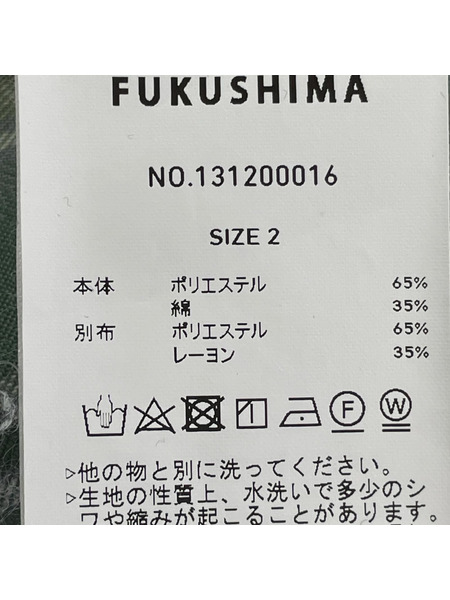 FUKUSHIMA
NO.131200016
SIZE 2
本体 ポリエステル 65%
綿 35%
別布 ポリエステル 65%
レーヨン 35%
F W
▷他の物と別に洗ってください。
▷生地の性質上、水洗いで多少のシ
ワや縮みが起こることがあります。